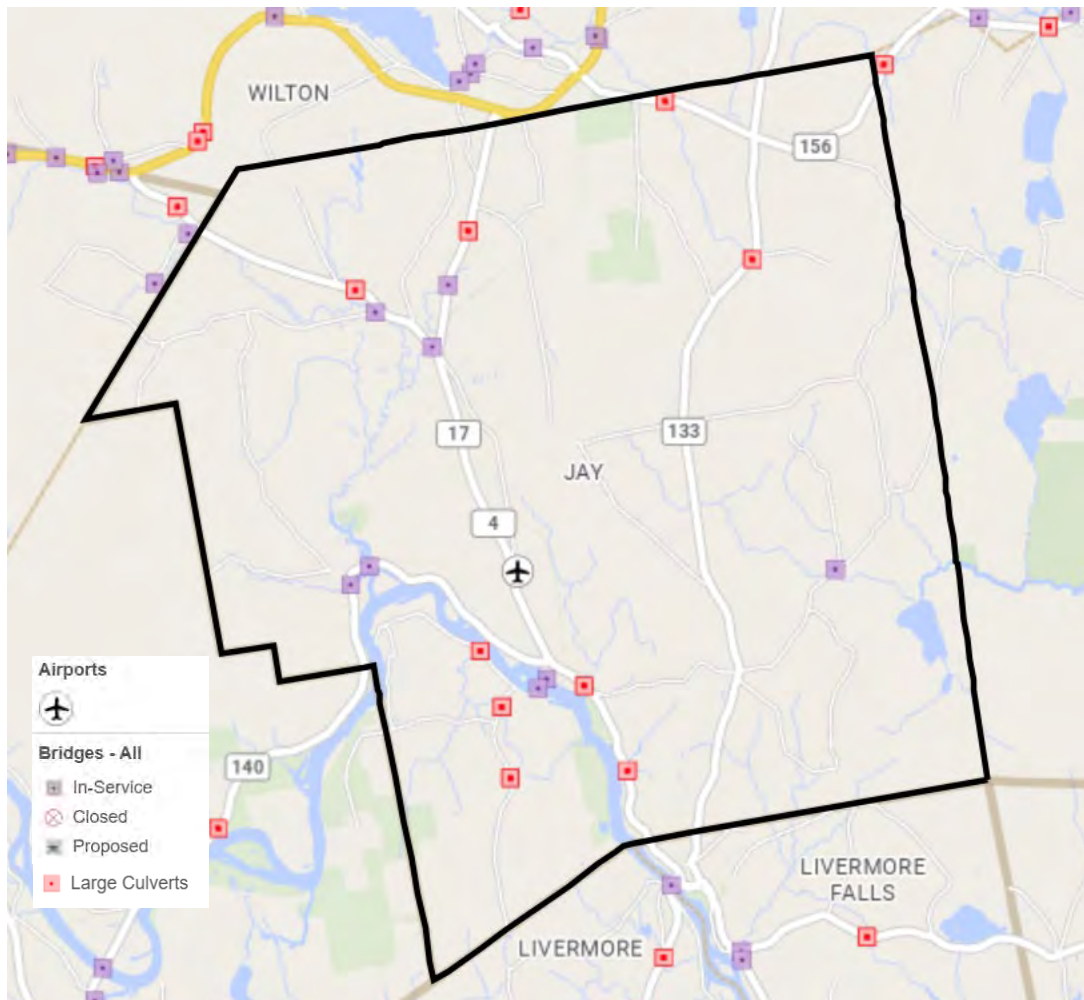 WILTON
156
17
133
JAY
4
Airports
Bridges - All
In-Service
Closed
Proposed
Large Culverts
140
LIVERMORE
FALLS
LIVERMORE